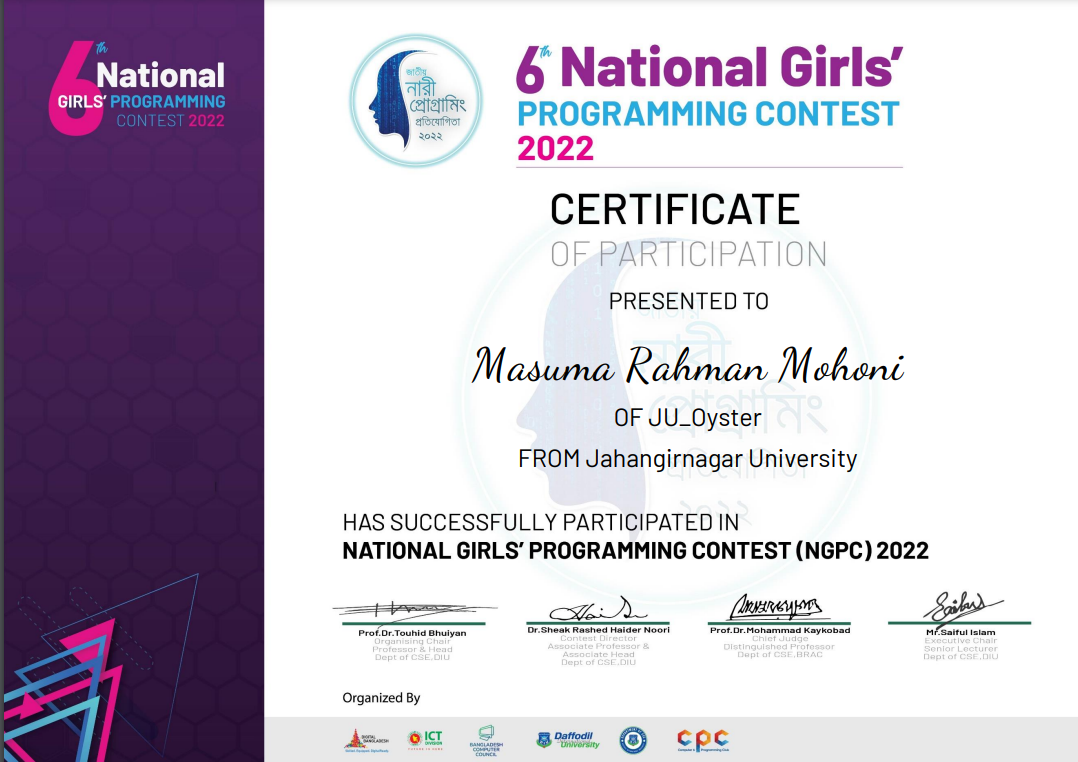 6th National
GIRLS' PROGRAMMING
CONTEST 2022
জাতীয়
নারী
প্রোগ্রামিং
প্রতিযোগিতা
২০২২
6th National Girls'
PROGRAMMING CONTEST
2022
CERTIFICATE
OF PARTICIPATION
PRESENTED TO
Masuma Rahman Mohoni
OF JU_Oyster
FROM Jahangirnagar University
জাতীয়
নারী
প্রোগ্রামিং
প্রতিযোগিতা
২০২২
HAS SUCCESSFULLY PARTICIPATED IN
NATIONAL GIRLS' PROGRAMMING CONTEST (NGPC) 2022
Prof.Dr.Touhid Bhuiyan
Organising Chair
Professor & Head
Dept of CSE,DIU
Dr.Sheak Rashed Haider Noori
Contest Director
Associate Professor &
Associate Head
Dept of CSE,DIU
Prof.Dr.Mohammad Kaykobad
Chief Judge
Distinguished Professor
Dept of CSE,BRAC
Mr.Saiful Islam
Executive Chair
Senior Lecturer
Dept of CSE,DIU
Organized By
DIGITAL
BANGLADESH
ICT
DIVISION
BANGLADESH
COMPUTER
COUNCIL
Daffodil
University
cpc
Computer & Programming Club